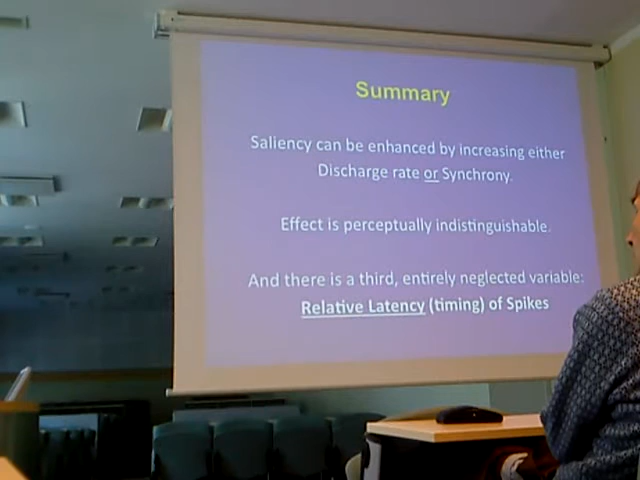 Summary
Saliency can be enhanced by increasing either
Discharge rate or Synchrony.
Effect is perceptually indistinguishable.
And there is a third, entirely neglected variable:
Relative Latency (timing) of Spikes